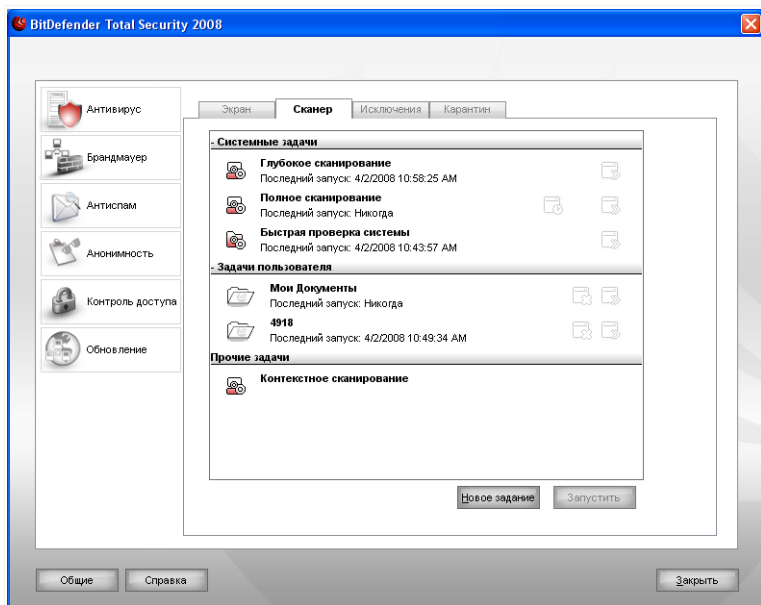 BitDefender Total Security 2008
Антивирус
Брандмауер
Антиспам
Анонимность
Контроль доступа
Обновление
Экран
Сканер
Исключения
Карантин
- Системные задачи
Глубокое сканирование
Последний запуск: 4/2/2008 10:58:25 AM
Полное сканирование
Последний запуск: Никогда
Быстрая проверка системы
Последний запуск: 4/2/2008 10:43:57 AM
- Задачи пользователя
Мои Документы
Последний запуск: Никогда
4918
Последний запуск: 4/2/2008 10:49:34 AM
Прочие задачи
Контекстное сканирование
Новое задание
Запустить
Общие
Справка
Закрыть